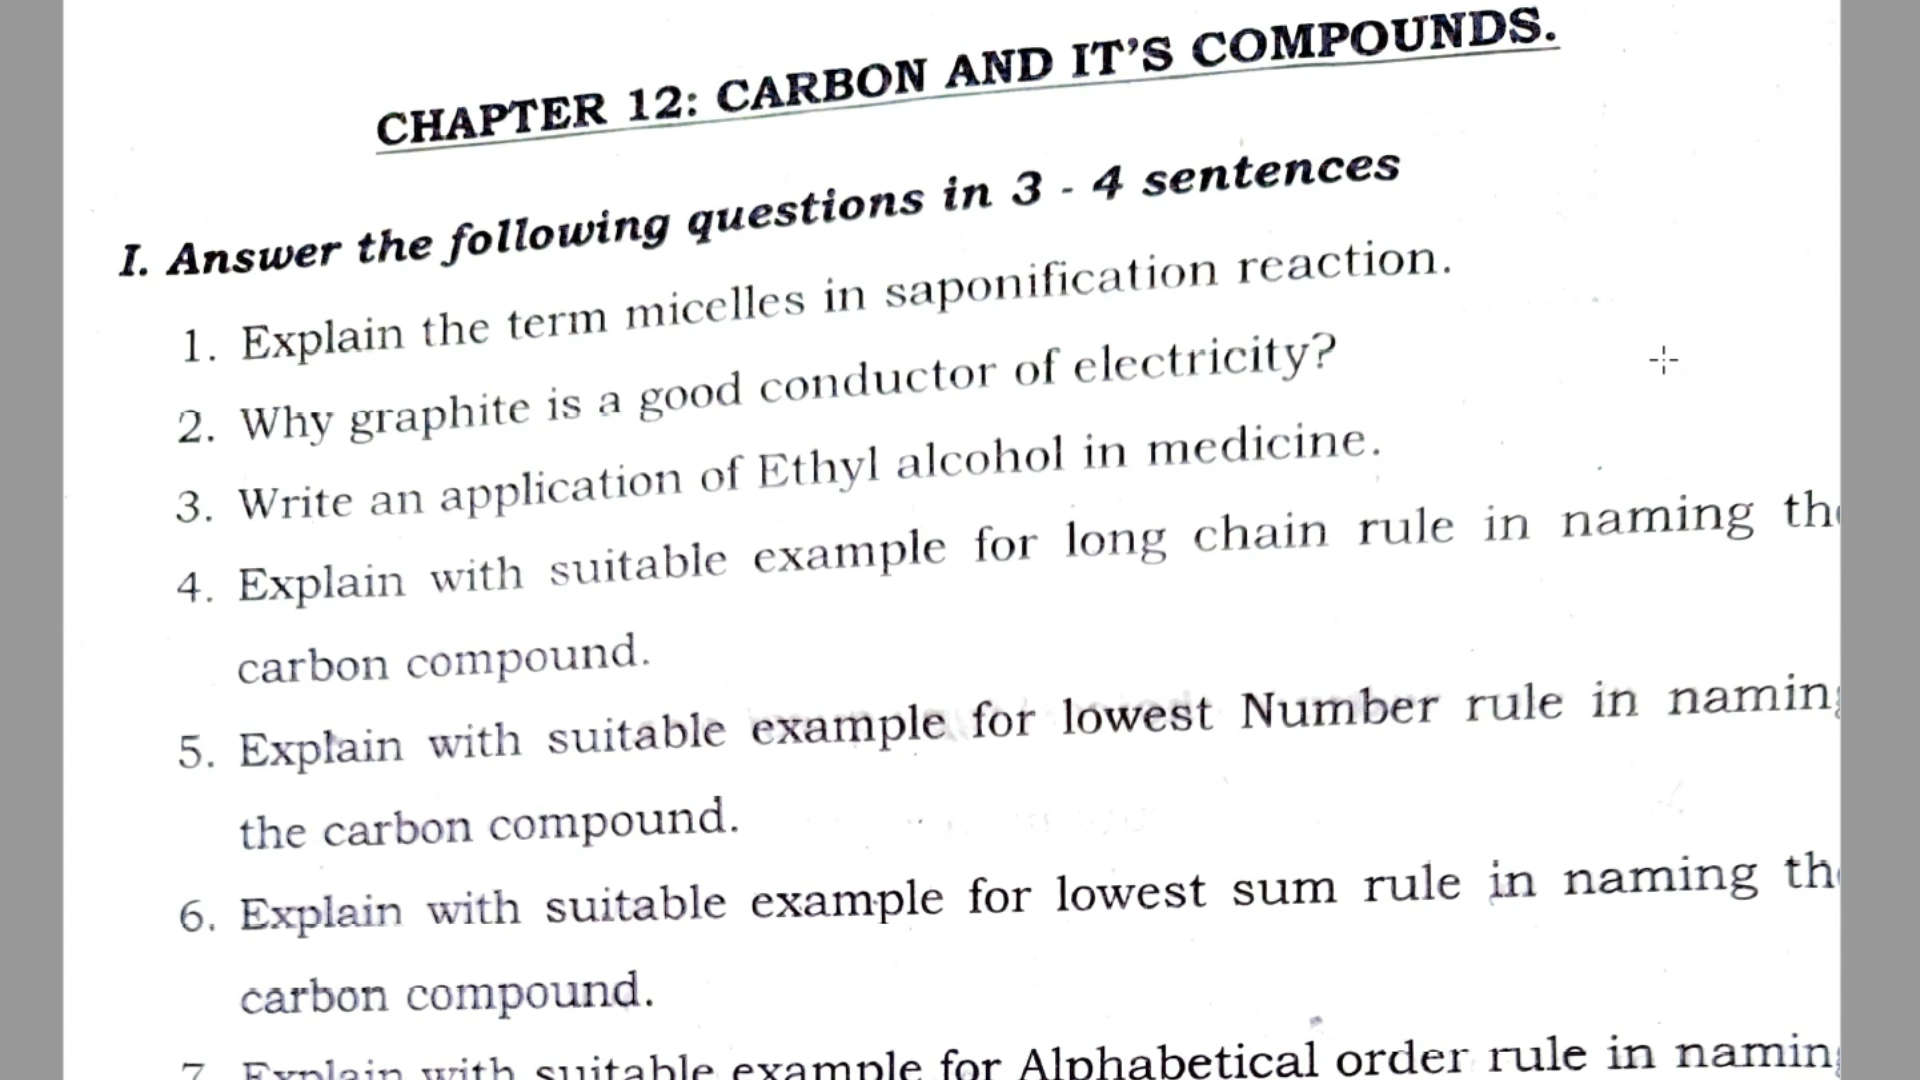 CHAPTER 12: CARBON AND IT'S COMPOUNDS.
I. Answer the following questions in 3 - 4 sentences
1. Explain the term micelles in saponification reaction.
2. Why graphite is a good conductor of electricity?
3. Write an application of Ethyl alcohol in medicine.
4. Explain with suitable example for long chain rule in naming the
carbon compound.
5. Explain with suitable example for lowest Number rule in naming
the carbon compound.
6. Explain with suitable example for lowest sum rule in naming the
carbon compound.
7. Explain with suitable example for Alphabetical order rule in naming